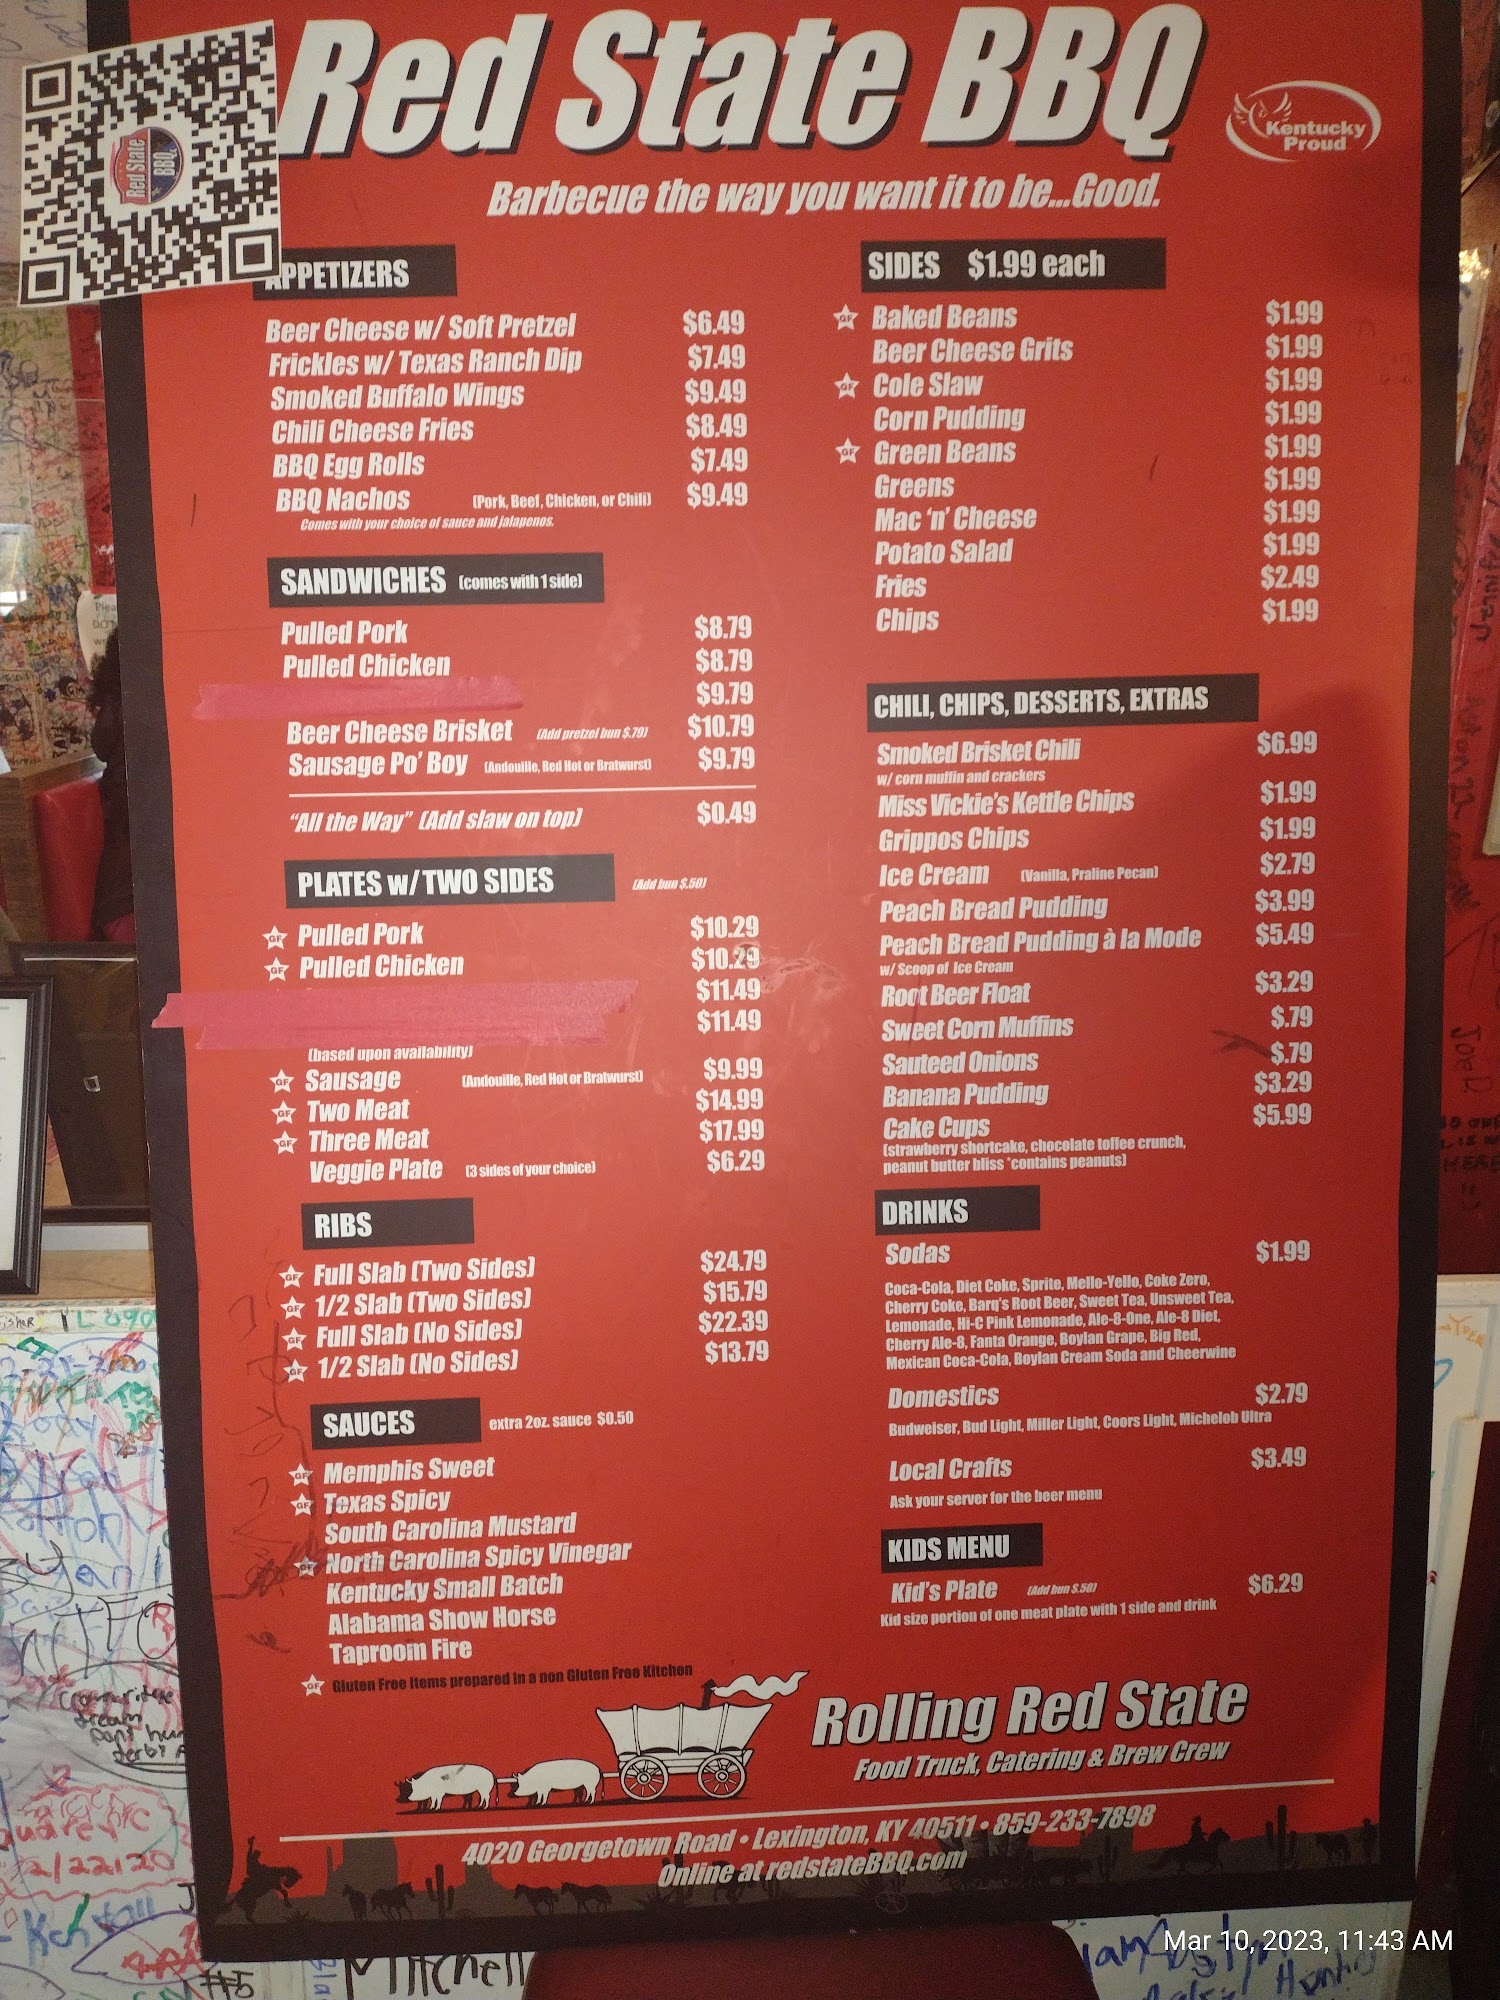 Red State BBQ
Red State
BBQ
Kentucky
Proud
Barbecue the way you want it to be...Good.
APPETIZERS
Beer Cheese w/ Soft Pretzel $6.49
Frickles w/ Texas Ranch Dip $7.49
Smoked Buffalo Wings $9.49
Chili Cheese Fries $8.49
BBQ Egg Rolls $7.49
BBQ Nachos (Pork, Beef, Chicken, or Chili) $9.49
Comes with your choice of sauce and jalapenos.
SANDWICHES (comes with 1 side)
Pulled Pork $8.79
Pulled Chicken $8.79
$9.79
Beer Cheese Brisket (Add pretzel bun $.79) $10.79
Sausage Po' Boy (Andouille, Red Hot or Bratwurst) $9.79
"All the Way" (Add slaw on top) $0.49
PLATES w/ TWO SIDES (Add bun $.50)
GF Pulled Pork $10.29
GF Pulled Chicken $10.29
$11.49
$11.49
(based upon availability)
GF Sausage (Andouille, Red Hot or Bratwurst) $9.99
GF Two Meat $14.99
GF Three Meat $17.99
Veggie Plate (3 sides of your choice) $6.29
RIBS
GF Full Slab (Two Sides) $24.79
GF 1/2 Slab (Two Sides) $15.79
GF Full Slab (No Sides) $22.39
GF 1/2 Slab (No Sides) $13.79
SAUCES extra 2oz. sauce $0.50
GF Memphis Sweet
GF Texas Spicy
South Carolina Mustard
GF North Carolina Spicy Vinegar
Kentucky Small Batch
Alabama Show Horse
Taproom Fire
GF Gluten Free Items prepared in a non Gluten Free Kitchen
SIDES $1.99 each
GF Baked Beans $1.99
Beer Cheese Grits $1.99
GF Cole Slaw $1.99
Corn Pudding $1.99
GF Green Beans $1.99
Greens $1.99
Mac 'n' Cheese $1.99
Potato Salad $1.99
Fries $2.49
Chips $1.99
CHILI, CHIPS, DESSERTS, EXTRAS
Smoked Brisket Chili $6.99
w/ corn muffin and crackers
Miss Vickie's Kettle Chips $1.99
Grippos Chips $1.99
Ice Cream (Vanilla, Praline Pecan) $2.79
Peach Bread Pudding $3.99
Peach Bread Pudding à la Mode $5.49
w/ Scoop of Ice Cream
Root Beer Float $3.29
Sweet Corn Muffins $.79
Sauteed Onions $.79
Banana Pudding $3.29
Cake Cups $5.99
(strawberry shortcake, chocolate toffee crunch,
peanut butter bliss *contains peanuts)
DRINKS
Sodas $1.99
Coca-Cola, Diet Coke, Sprite, Mello-Yello, Coke Zero,
Cherry Coke, Barq's Root Beer, Sweet Tea, Unsweet Tea,
Lemonade, Hi-C Pink Lemonade, Ale-8-One, Ale-8 Diet,
Cherry Ale-8, Fanta Orange, Boylan Grape, Big Red,
Mexican Coca-Cola, Boylan Cream Soda and Cheerwine
Domestics $2.79
Budweiser, Bud Light, Miller Light, Coors Light, Michelob Ultra
Local Crafts $3.49
Ask your server for the beer menu
KIDS MENU
Kid's Plate (Add bun $.50) $6.29
Kid size portion of one meat plate with 1 side and drink
Rolling Red State
Food Truck, Catering & Brew Crew
4020 Georgetown Road • Lexington, KY 40511 • 859-233-7898
Online at redstateBBQ.com
Mitchell
Mar 10, 2023, 11:43 AM